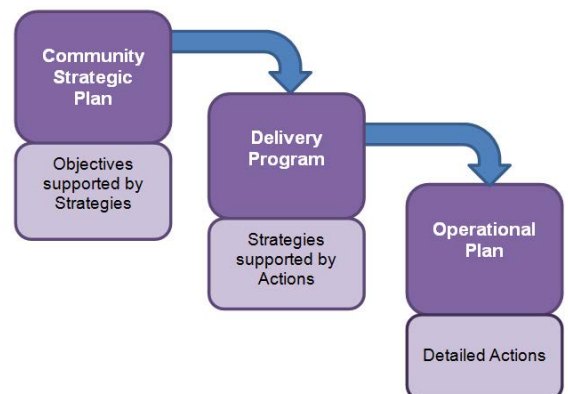 Community
Strategic
Plan
Objectives
supported by
Strategies
Delivery
Program
Strategies
supported by
Actions
Operational
Plan
Detailed Actions